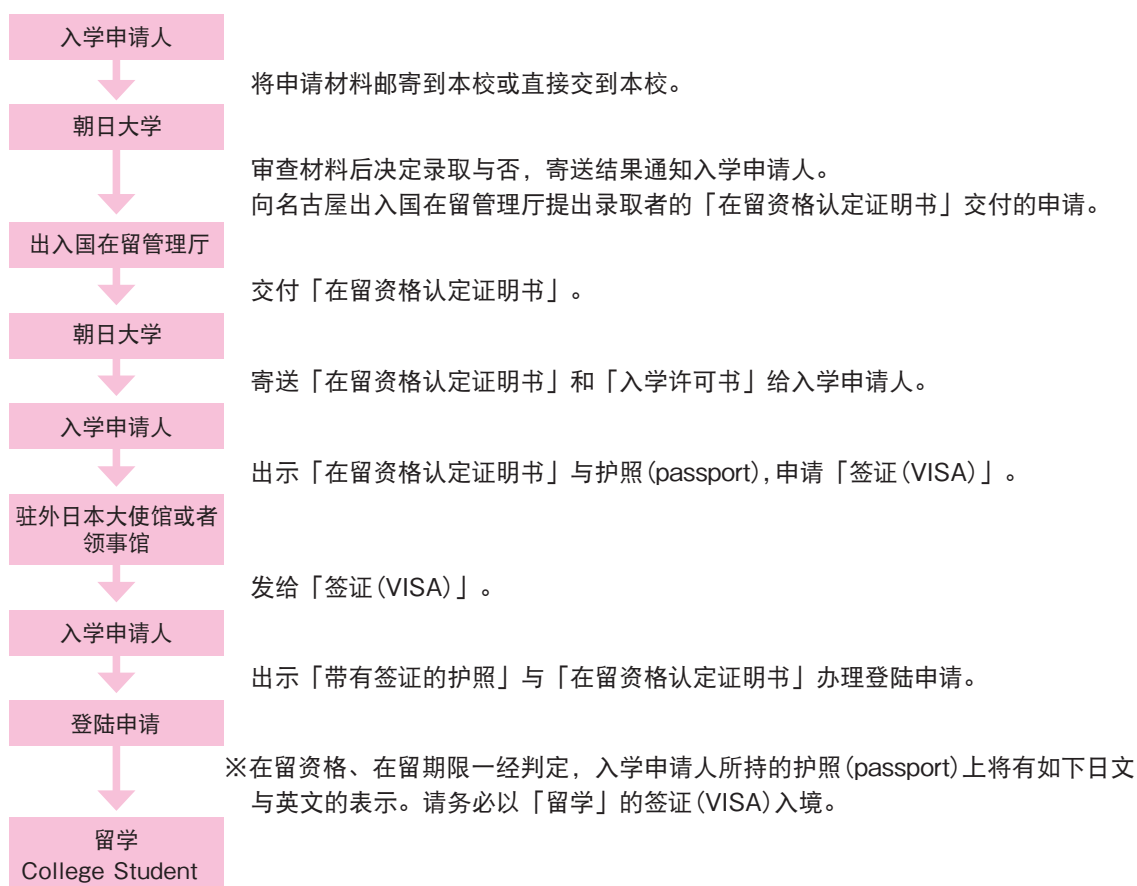 入学申请人
将申请材料邮寄到本校或直接交到本校。
朝日大学
审查材料后决定录取与否，寄送结果通知入学申请人。
向名古屋出入国在留管理厅提出录取者的「在留资格认定证明书」交付的申请。
出入国在留管理厅
交付「在留资格认定证明书」。
朝日大学
寄送「在留资格认定证明书」和「入学许可书」给入学申请人。
入学申请人
出示「在留资格认定证明书」与护照(passport),申请「签证(VISA)」。
驻外日本大使馆或者
领事馆
发给「签证(VISA)」。
入学申请人
出示「带有签证的护照」与「在留资格认定证明书」办理登陆申请。
登陆申请
※在留资格、在留期限一经判定，入学申请人所持的护照(passport)上将有如下日文
与英文的表示。请务必以「留学」的签证(VISA)入境。
留学
College Student